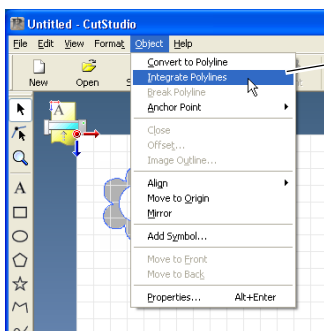 Untitled - CutStudio
File Edit View Format Object Help
New Open
Convert to Polyline
Integrate Polylines
Break Polyline
Anchor Point
Close
Offset...
Image Outline...
Align
Move to Origin
Mirror
Add Symbol...
Move to Front
Move to Back
Properties... Alt+Enter
A
A